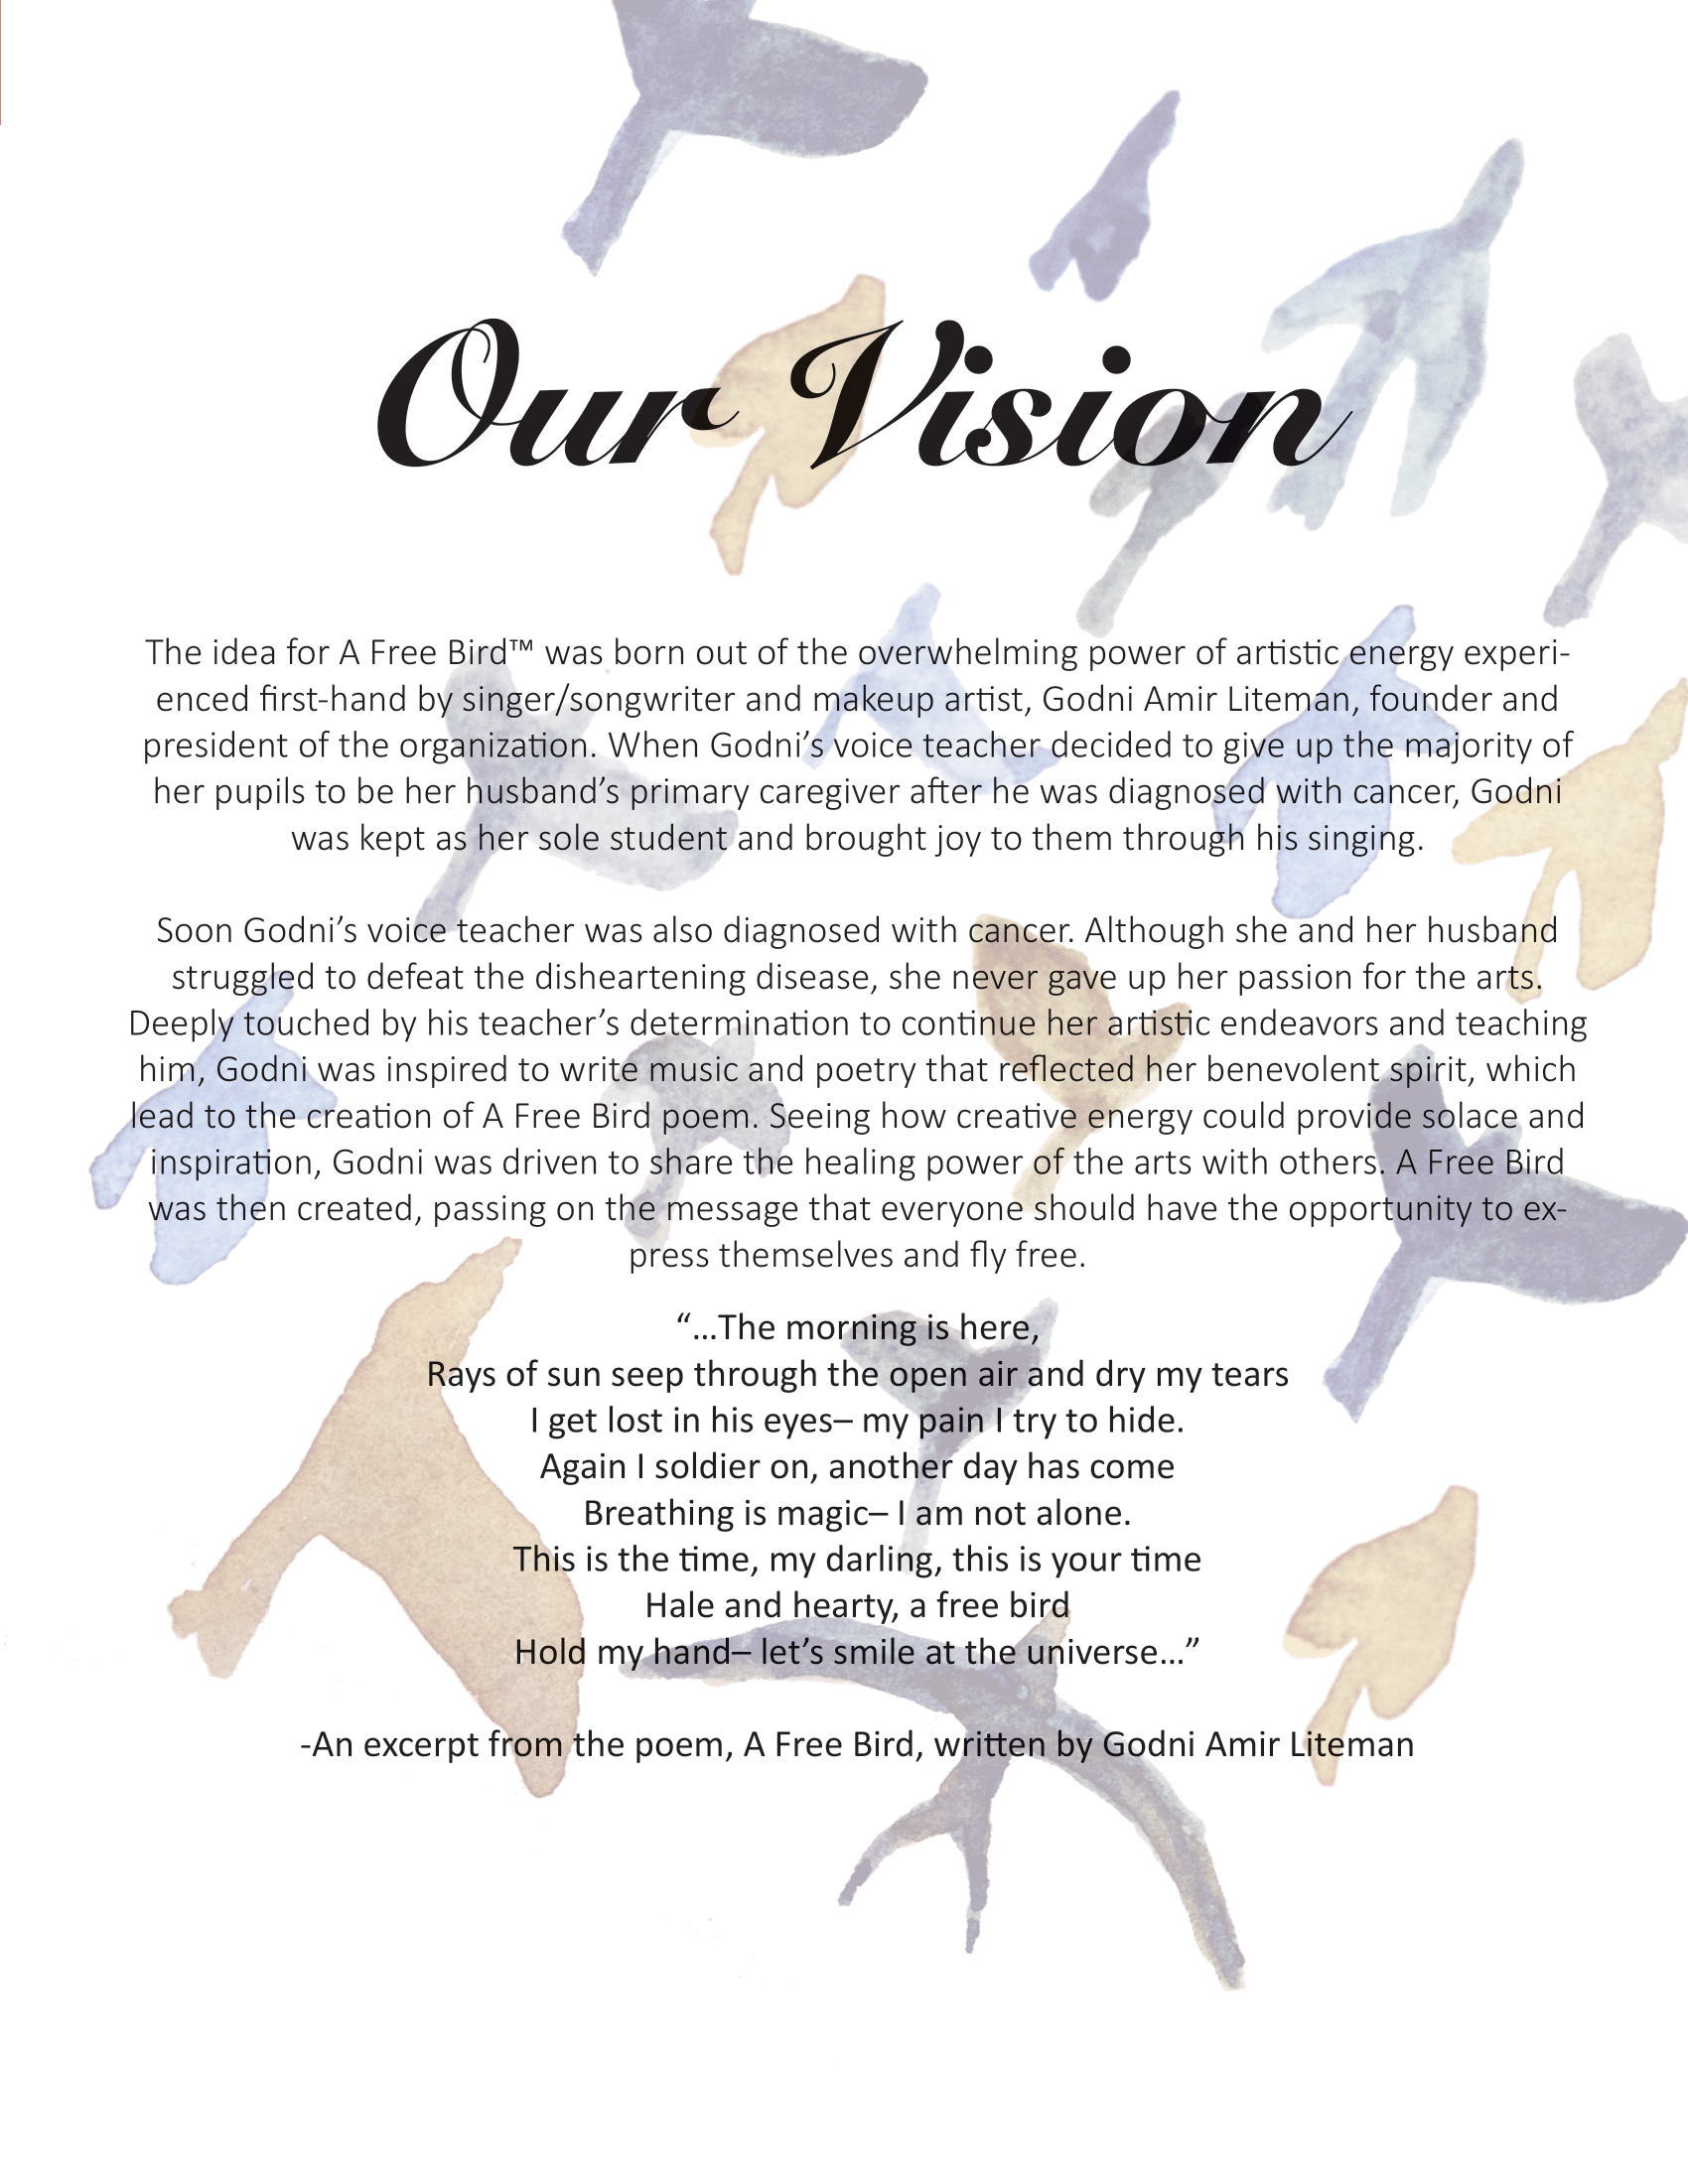 Our Vision
The idea for A Free Bird™ was born out of the overwhelming power of artistic energy experi-
enced first-hand by singer/songwriter and makeup artist, Godni Amir Liteman, founder and
president of the organization. When Godni’s voice teacher decided to give up the majority of
her pupils to be her husband’s primary caregiver after he was diagnosed with cancer, Godni
was kept as her sole student and brought joy to them through his singing.
Soon Godni’s voice teacher was also diagnosed with cancer. Although she and her husband
struggled to defeat the disheartening disease, she never gave up her passion for the arts.
Deeply touched by his teacher’s determination to continue her artistic endeavors and teaching
him, Godni was inspired to write music and poetry that reflected her benevolent spirit, which
lead to the creation of A Free Bird poem. Seeing how creative energy could provide solace and
inspiration, Godni was driven to share the healing power of the arts with others. A Free Bird
was then created, passing on the message that everyone should have the opportunity to ex-
press themselves and fly free.
“…The morning is here,
Rays of sun seep through the open air and dry my tears
I get lost in his eyes– my pain I try to hide.
Again I soldier on, another day has come
Breathing is magic– I am not alone.
This is the time, my darling, this is your time
Hale and hearty, a free bird
Hold my hand– let’s smile at the universe…”
-An excerpt from the poem, A Free Bird, written by Godni Amir Liteman